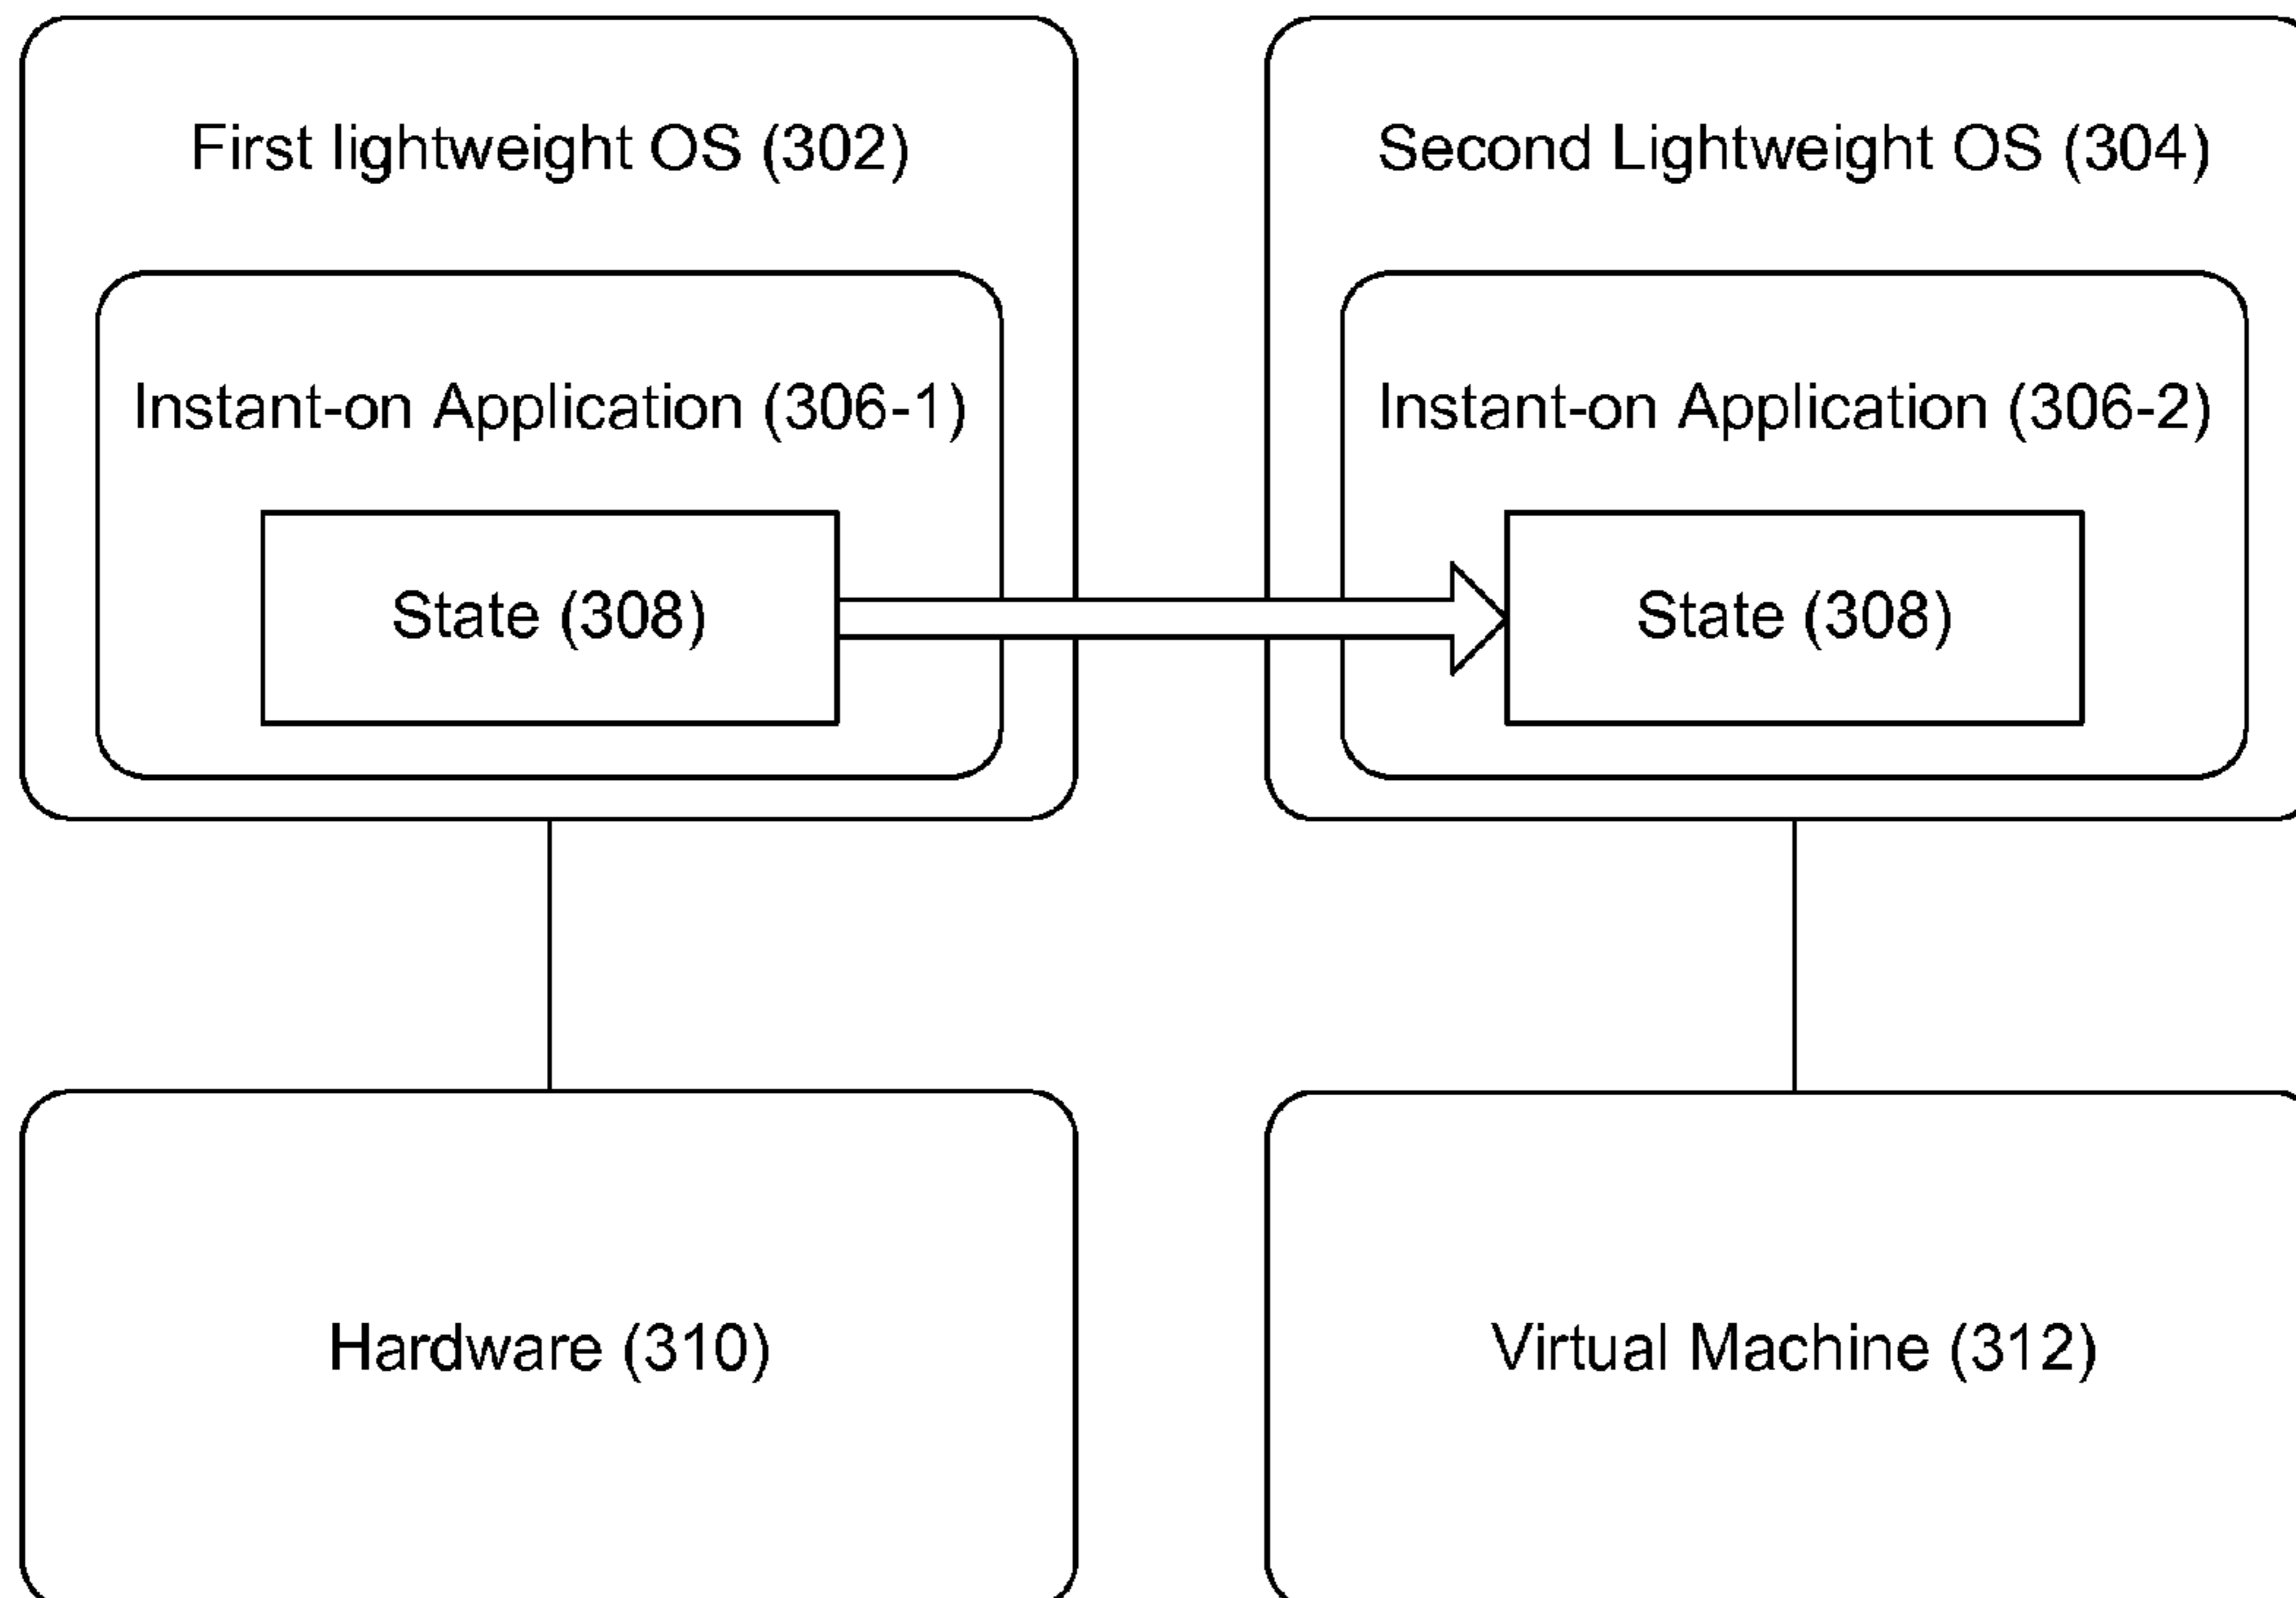 First lightweight OS (302)
Second Lightweight OS (304)
Instant-on Application (306-1)
Instant-on Application (306-2)
State (308)
State (308)
Hardware (310)
Virtual Machine (312)